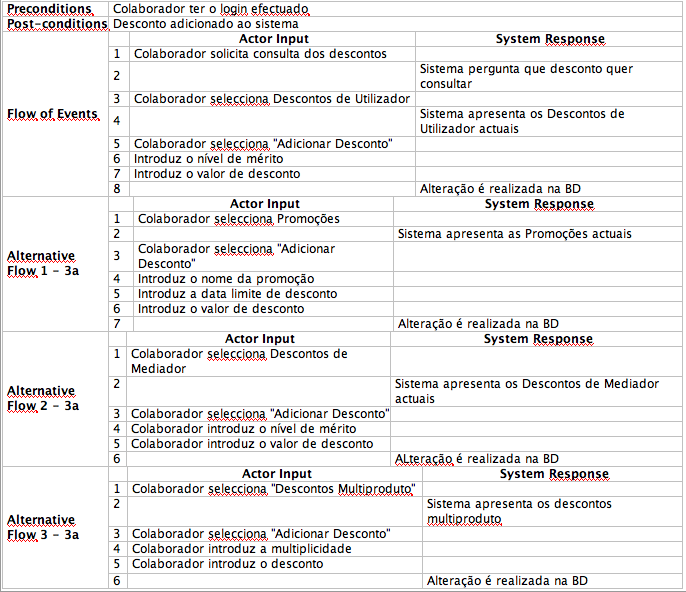 Preconditions Colaborador ter o login efectuado
Post-conditions Desconto adicionado ao sistema
Flow of Events
Actor Input System Response
1 Colaborador solicita consulta dos descontos
2 Sistema pergunta que desconto quer
consultar
3 Colaborador selecciona Descontos de Utilizador
4 Sistema apresenta os Descontos de
Utilizador actuais
5 Colaborador selecciona "Adicionar Desconto"
6 Introduz o nível de mérito
7 Introduz o valor de desconto
8 Alteração é realizada na BD
Alternative
Flow 1 - 3a
Actor Input System Response
1 Colaborador selecciona Promoções
2 Sistema apresenta as Promoções actuais
3 Colaborador selecciona "Adicionar
Desconto"
4 Introduz o nome da promoção
5 Introduz a data limite de desconto
6 Introduz o valor de desconto
7 Alteração é realizada na BD
Alternative
Flow 2 - 3a
Actor Input System Response
1 Colaborador selecciona Descontos de
Mediador
2 Sistema apresenta os Descontos de Mediador
actuais
3 Colaborador selecciona "Adicionar Desconto"
4 Colaborador introduz o nível de mérito
5 Colaborador introduz o valor de desconto
6 ALteração é realizada na BD
Alternative
Flow 3 - 3a
Actor Input System Response
1 Colaborador selecciona "Descontos Multiproduto"
2 Sistema apresenta os descontos
multiproduto
3 Colaborador selecciona "Adicionar Desconto"
4 Colaborador introduz a multiplicidade
5 Colaborador introduz o desconto
6 Alteração é realizada na BD